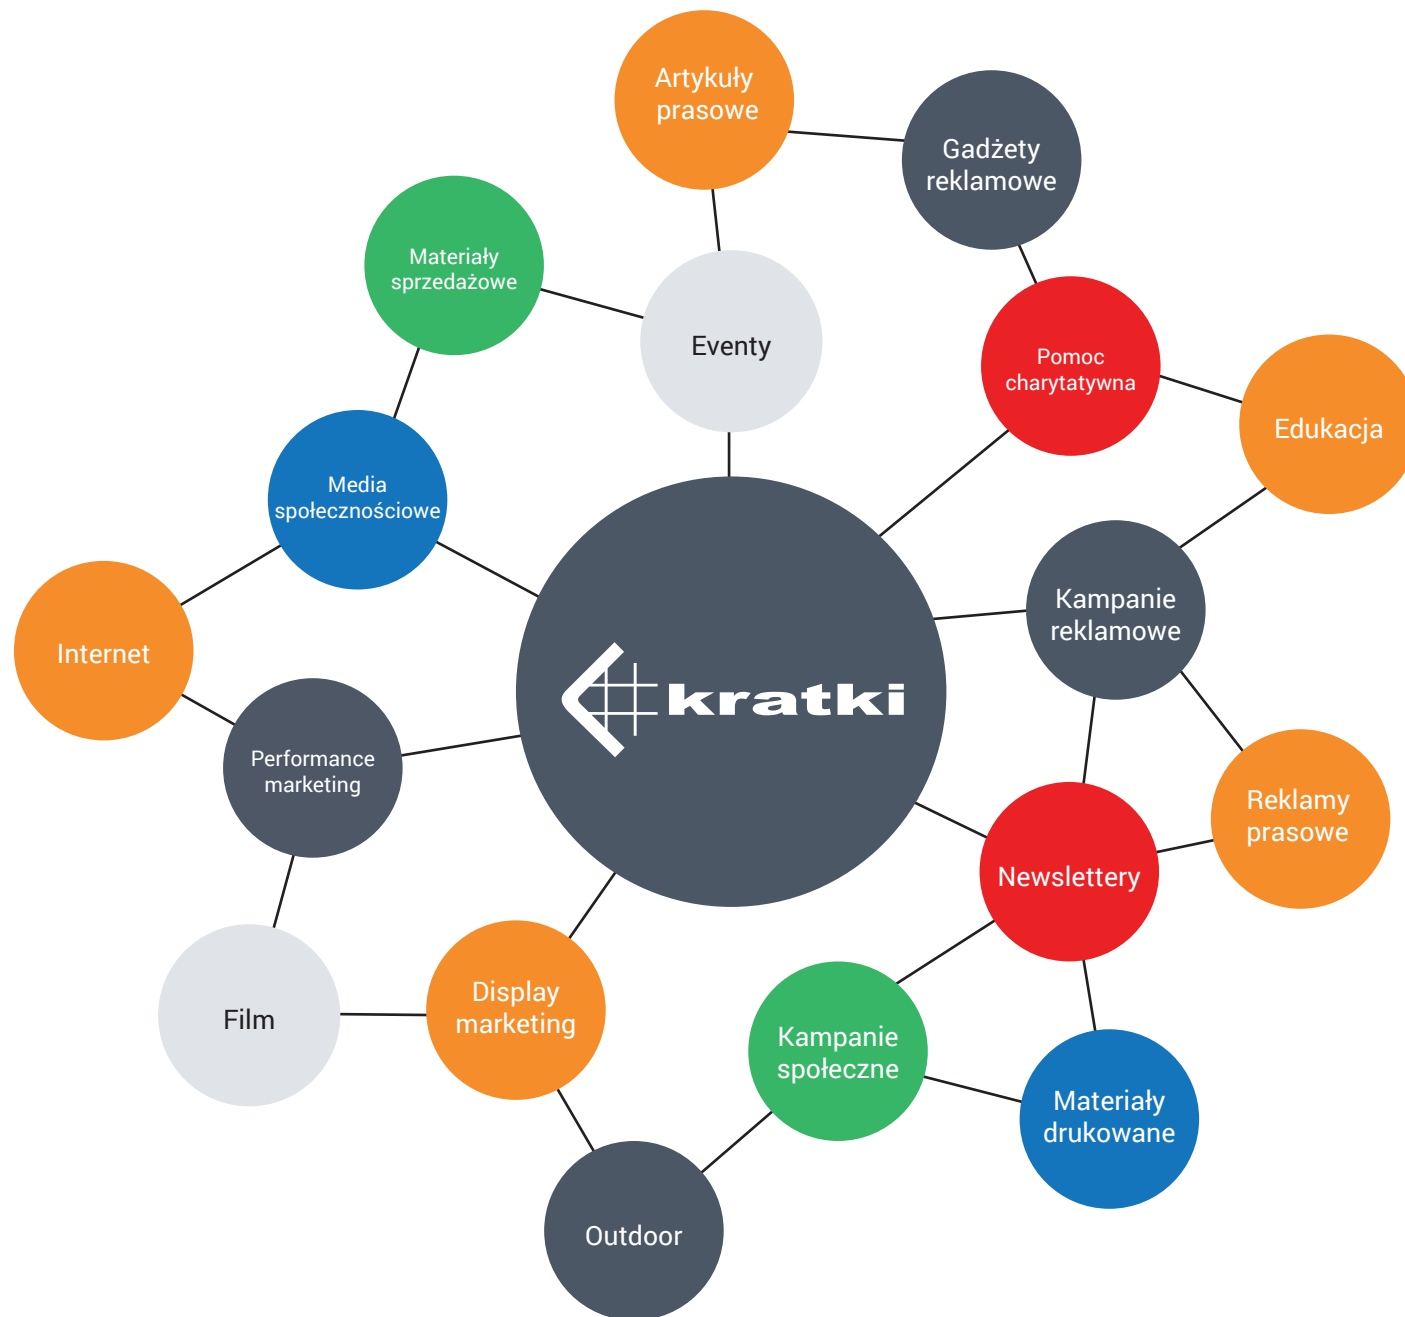 Artykuły
prasowe
Gadżety
reklamowe
Materiały
sprzedażowe
Eventy
Pomoc
charytatywna
Edukacja
Media
społecznościowe
Kampanie
reklamowe
Internet
kratki
Performance
marketing
Reklamy
prasowe
Newslettery
Film
Display
marketing
Kampanie
społeczne
Materiały
drukowane
Outdoor